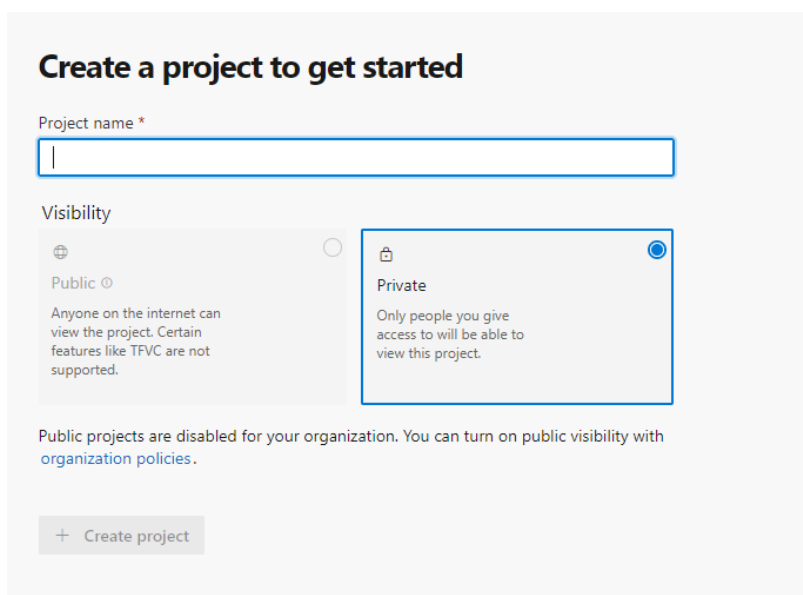 Create a project to get started
Project name *
Visibility
Public
Anyone on the internet can
view the project. Certain
features like TFVC are not
supported.
Private
Only people you give
access to will be able to
view this project.
Public projects are disabled for your organization. You can turn on public visibility with
organization policies.
+ Create project